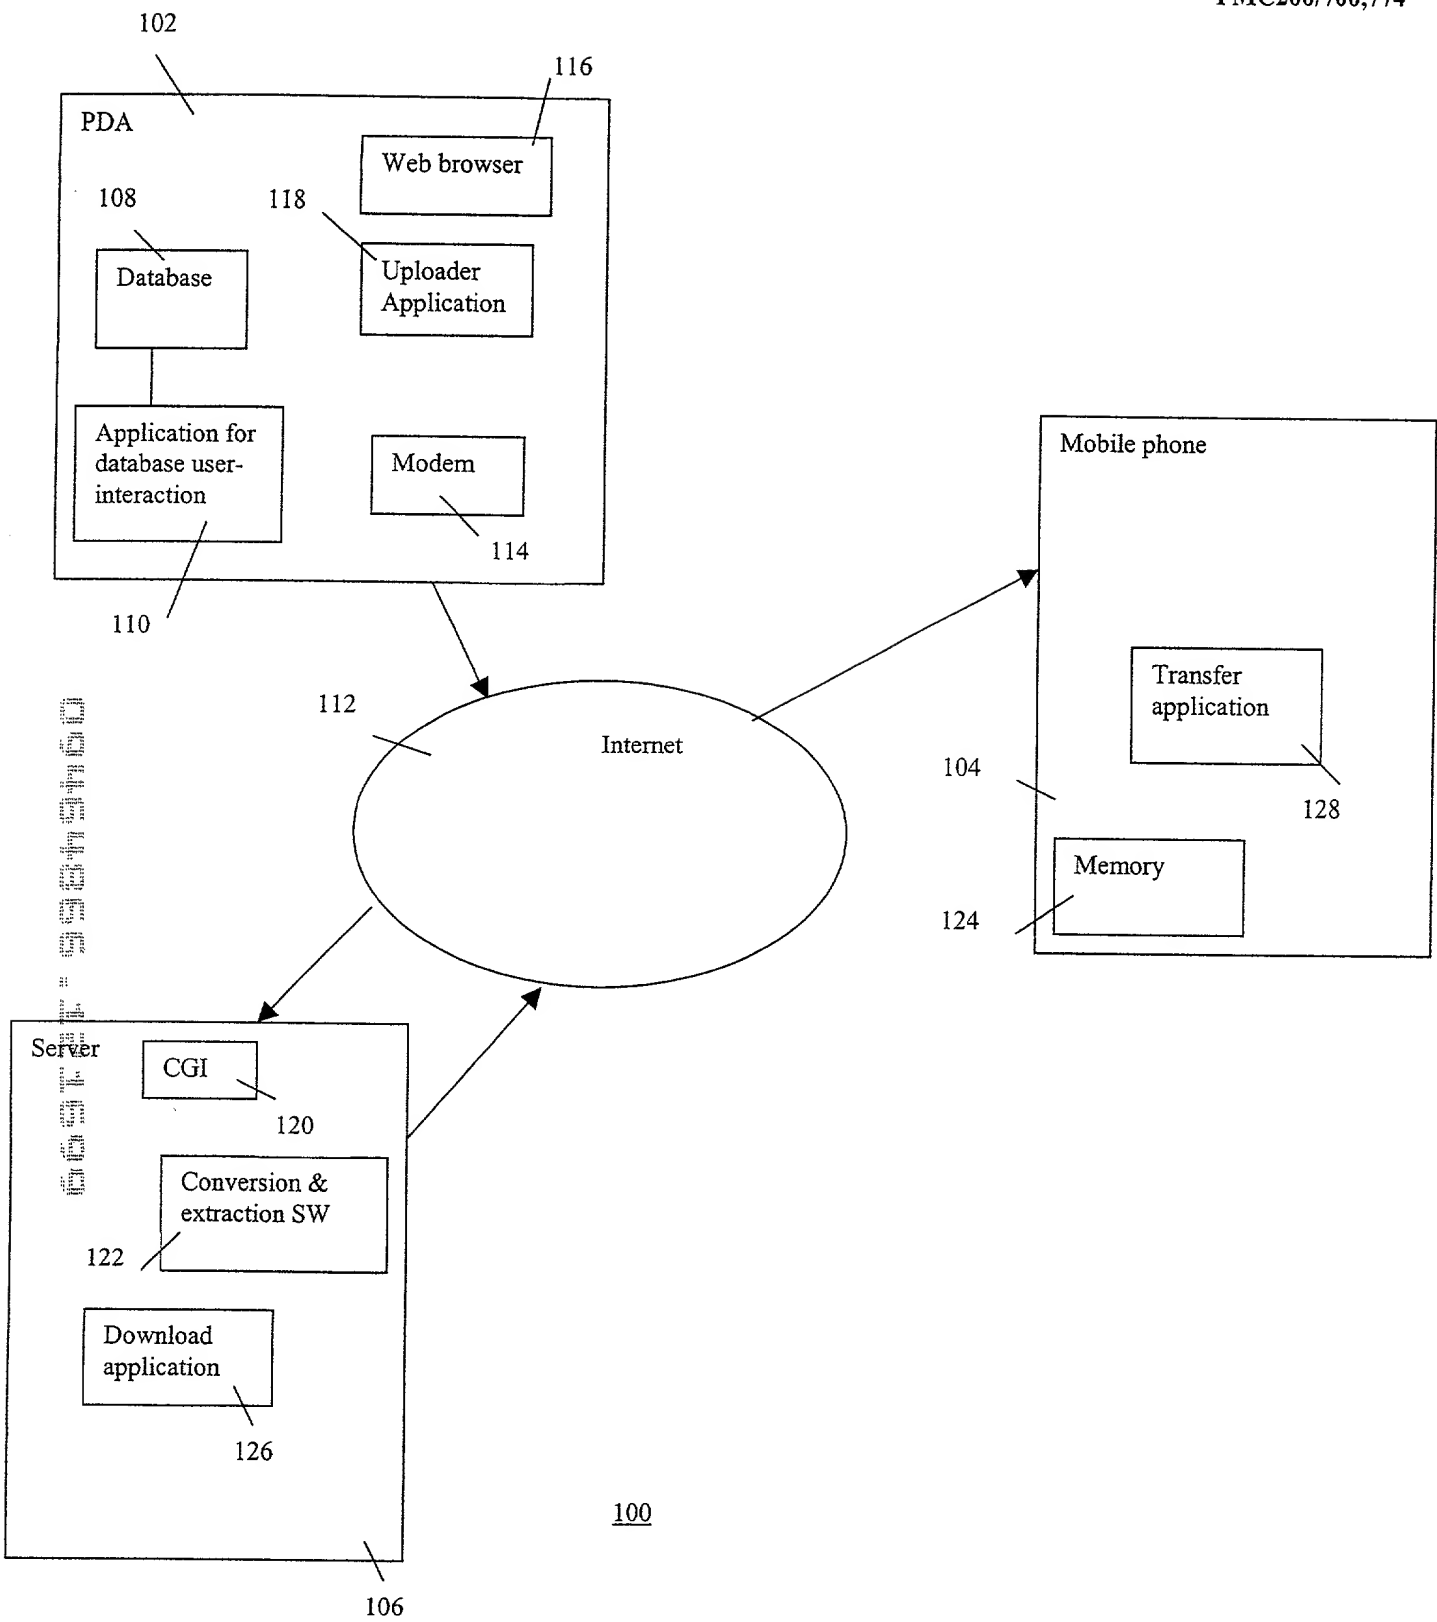 102
116
PDA
Web browser
108
118
Database
Uploader
Application
Application for
database user-
interaction
Modem
114
110
Mobile phone
112
Internet
Transfer
application
104
128
Memory
124
Server
CGI
120
Conversion &
extraction SW
122
Download
application
126
100
106